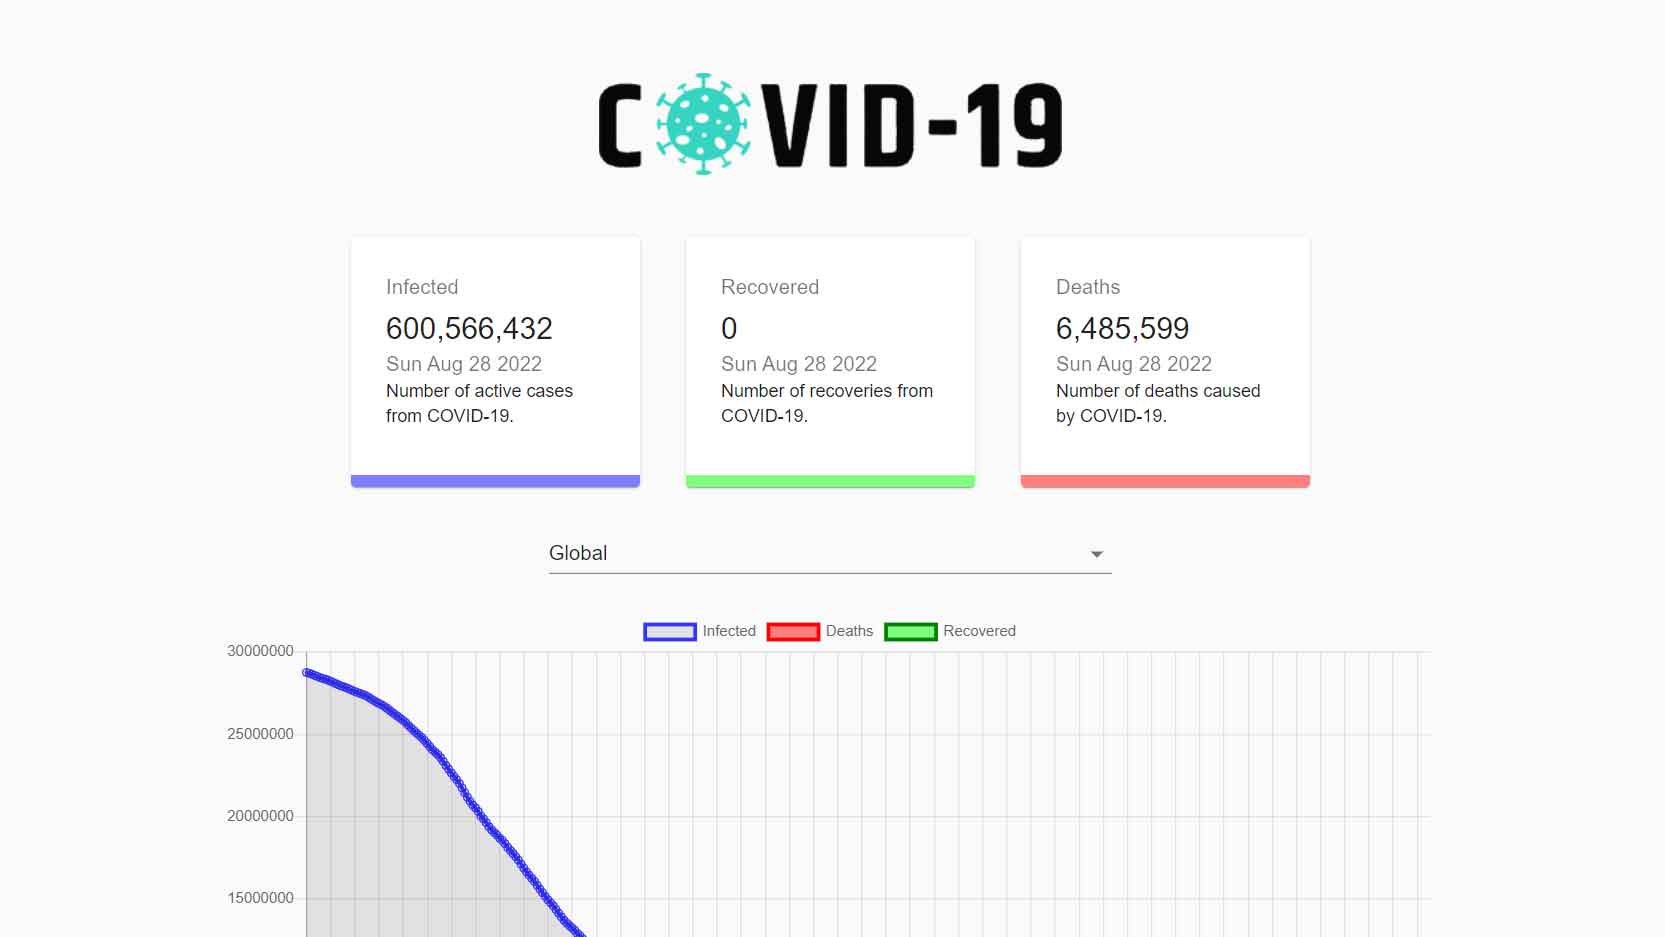 COVID-19
Infected
600,566,432
Sun Aug 28 2022
Number of active cases
from COVID-19.
Recovered
0
Sun Aug 28 2022
Number of recoveries from
COVID-19.
Deaths
6,485,599
Sun Aug 28 2022
Number of deaths caused
by COVID-19.
Global
Infected Deaths Recovered
30000000
25000000
20000000
15000000